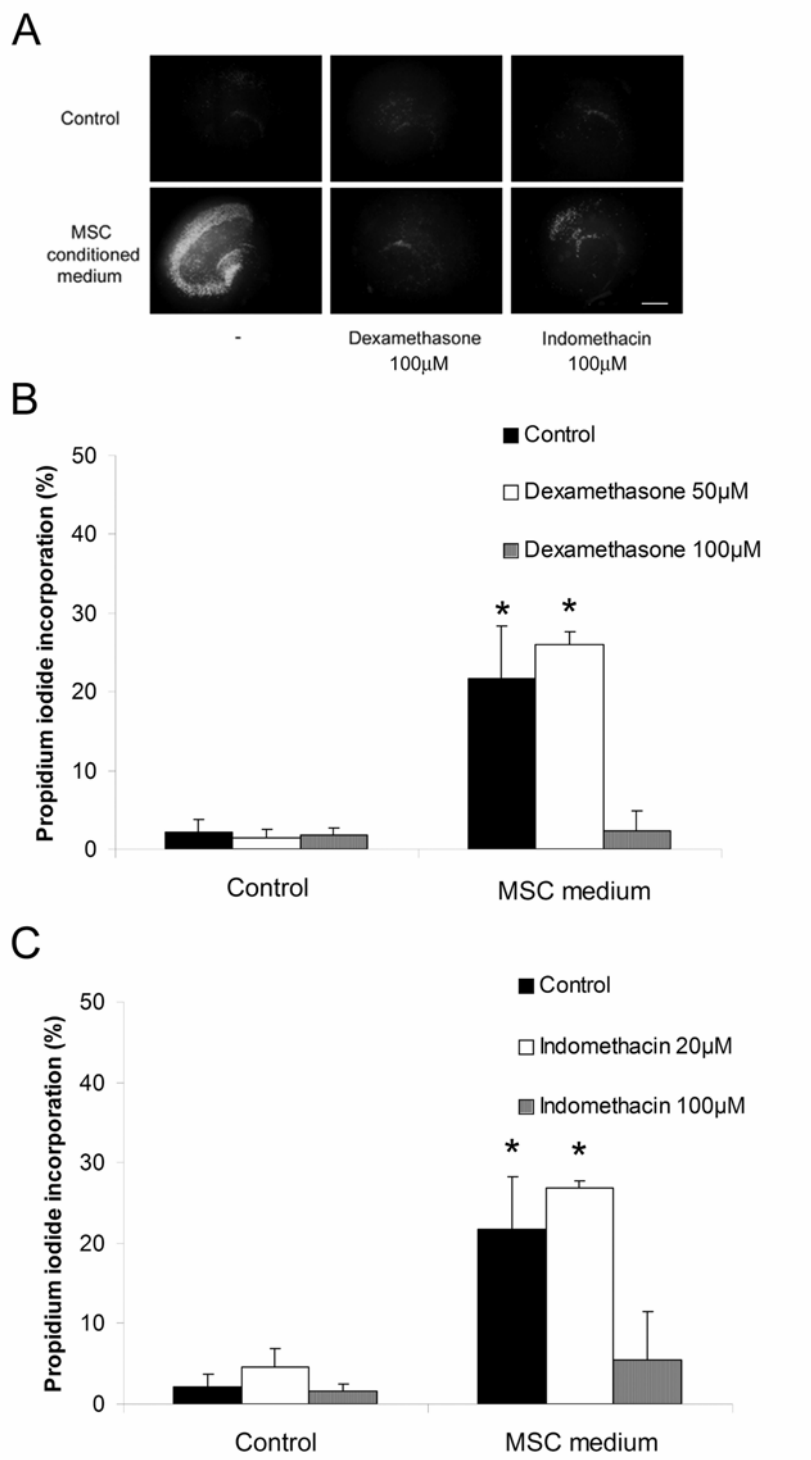 A
Control
MSC
conditioned
medium
-
Dexamethasone
100µM
Indomethacin
100µM
B
Propidium iodide incorporation (%)
50
40
30
20
10
0
Control
Dexamethasone 50µM
Dexamethasone 100µM
* *
Control
MSC medium
C
Propidium iodide incorporation (%)
50
40
30
20
10
0
Control
Indomethacin 20µM
Indomethacin 100µM
* *
Control
MSC medium